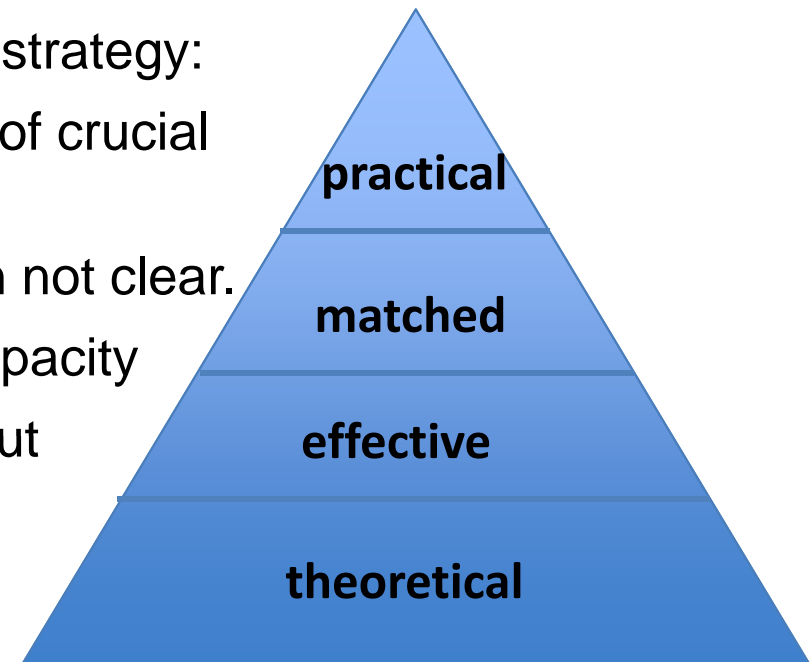 strategy:
of crucial
not clear.
pacity
ut
practical
matched
effective
theoretical